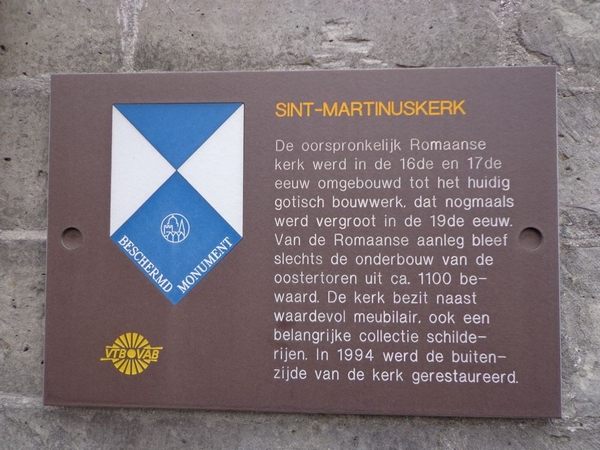 SINT-MARTINUSKERK
De oorspronkelijk Romaanse
kerk werd in de 16de en 17de
eeuw omgebouwd tot het huidig
gotisch bouwwerk, dat nogmaals
werd vergroot in de 19de eeuw.
Van de Romaanse aanleg bleef
slechts de onderbouw van de
oostertoren uit ca. 1100 be-
waard. De kerk bezit naast
waardevol meubilair, ook een
belangrijke collectie schilde-
rijen. In 1994 werd de buiten-
zijde van de kerk gerestaureerd.
BESCHERMD
MONUMENT
VTB VAB